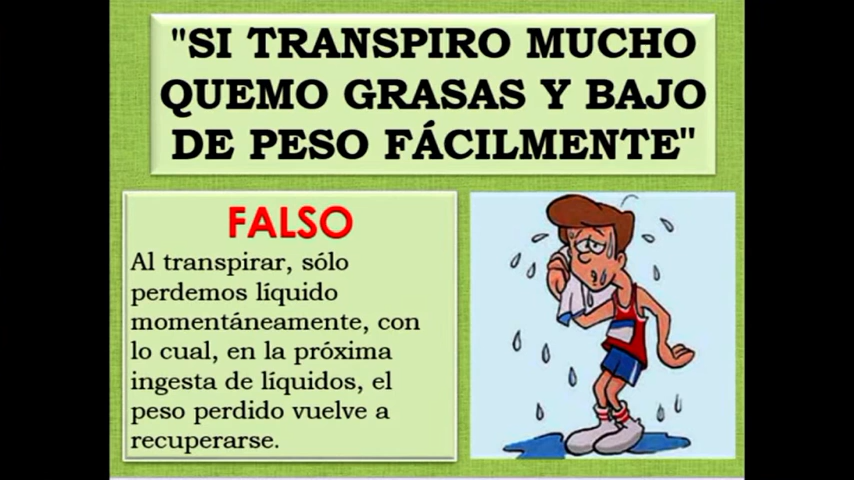 "SI TRANSPIRO MUCHO
QUEMO GRASAS Y BAJO
DE PESO FÁCILMENTE"
FALSO
Al transpirar, sólo
perdemos líquido
momentáneamente, con
lo cual, en la próxima
ingesta de líquidos, el
peso perdido vuelve a
recuperarse.